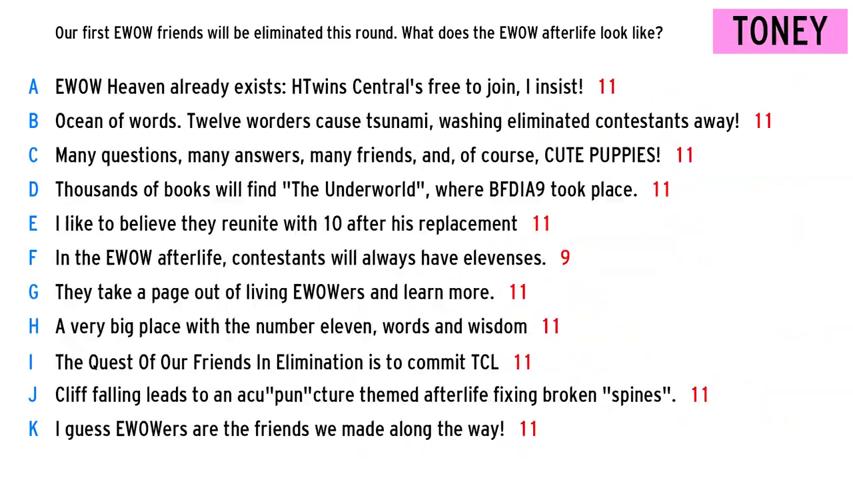 Our first EWOW friends will be eliminated this round. What does the EWOW afterlife look like?
TONEY
A EWOW Heaven already exists: HTwins Central's free to join, I insist! 11
B Ocean of words. Twelve worders cause tsunami, washing eliminated contestants away! 11
C Many questions, many answers, many friends, and, of course, CUTE PUPPIES! 11
D Thousands of books will find "The Underworld", where BFDIA9 took place. 11
E I like to believe they reunite with 10 after his replacement 11
F In the EWOW afterlife, contestants will always have elevenses. 9
G They take a page out of living EWOWers and learn more. 11
H A very big place with the number eleven, words and wisdom 11
I The Quest Of Our Friends In Elimination is to commit TCL 11
J Cliff falling leads to an acu"pun"cture themed afterlife fixing broken "spines". 11
K I guess EWOWers are the friends we made along the way! 11